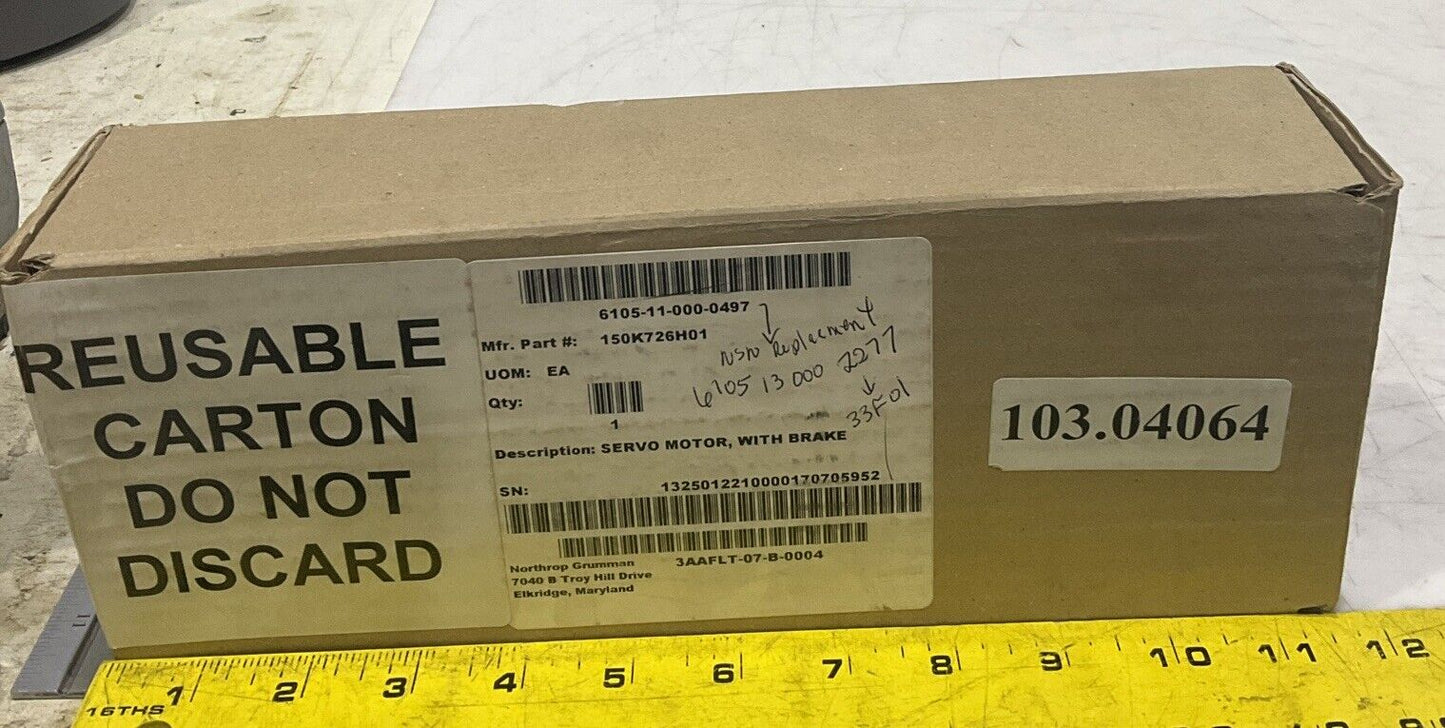 REUSABLE
CARTON
DO NOT
DISCARD
6105-11-000-0497
Mfr. Part #: 150K726H01
NSN Replacment
UOM: EA
6105 13 000 2277
Qty:
1
33F01
Description: SERVO MOTOR, WITH BRAKE
SN: 1325012210000170705952
3AAFLT-07-B-0004
Northrop Grumman
7040 B Troy Hill Drive
Elkridge, Maryland
103.04064
11
1 2 3 4 5 6 7 8 9 10 11 12
16THS